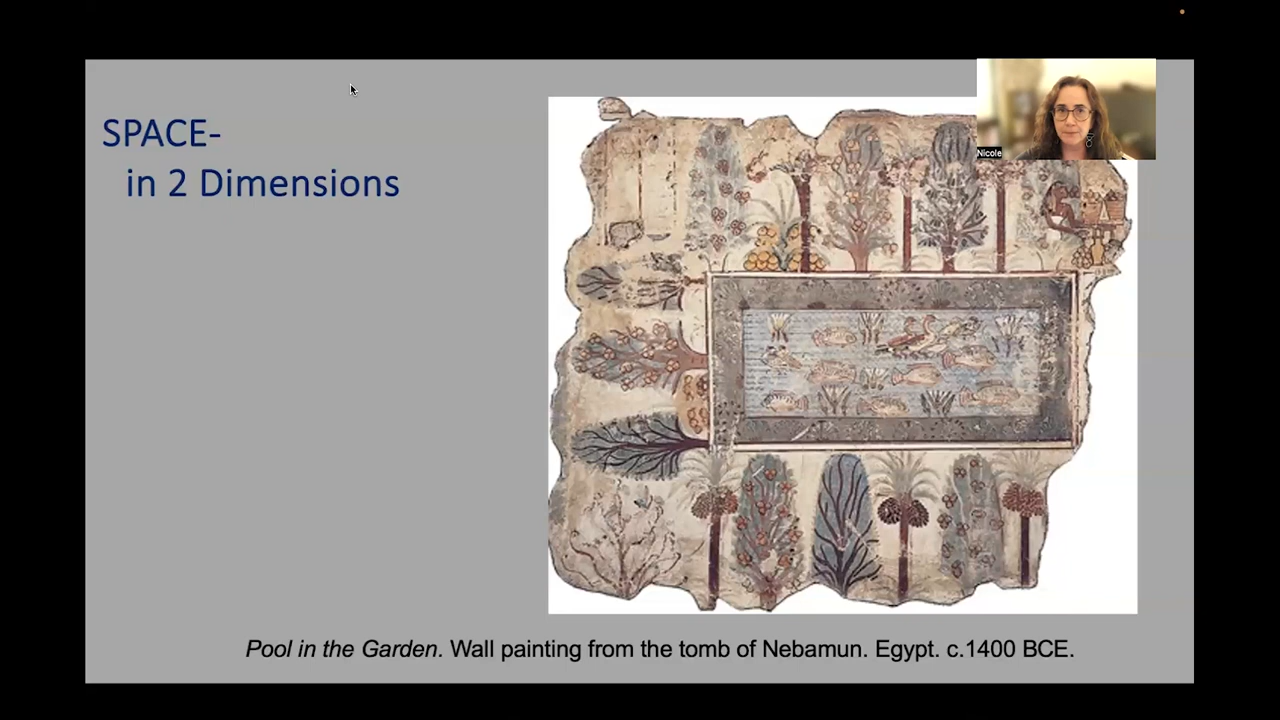 SPACE-
in 2 Dimensions
Nicole
Pool in the Garden. Wall painting from the tomb of Nebamun. Egypt. c.1400 BCE.